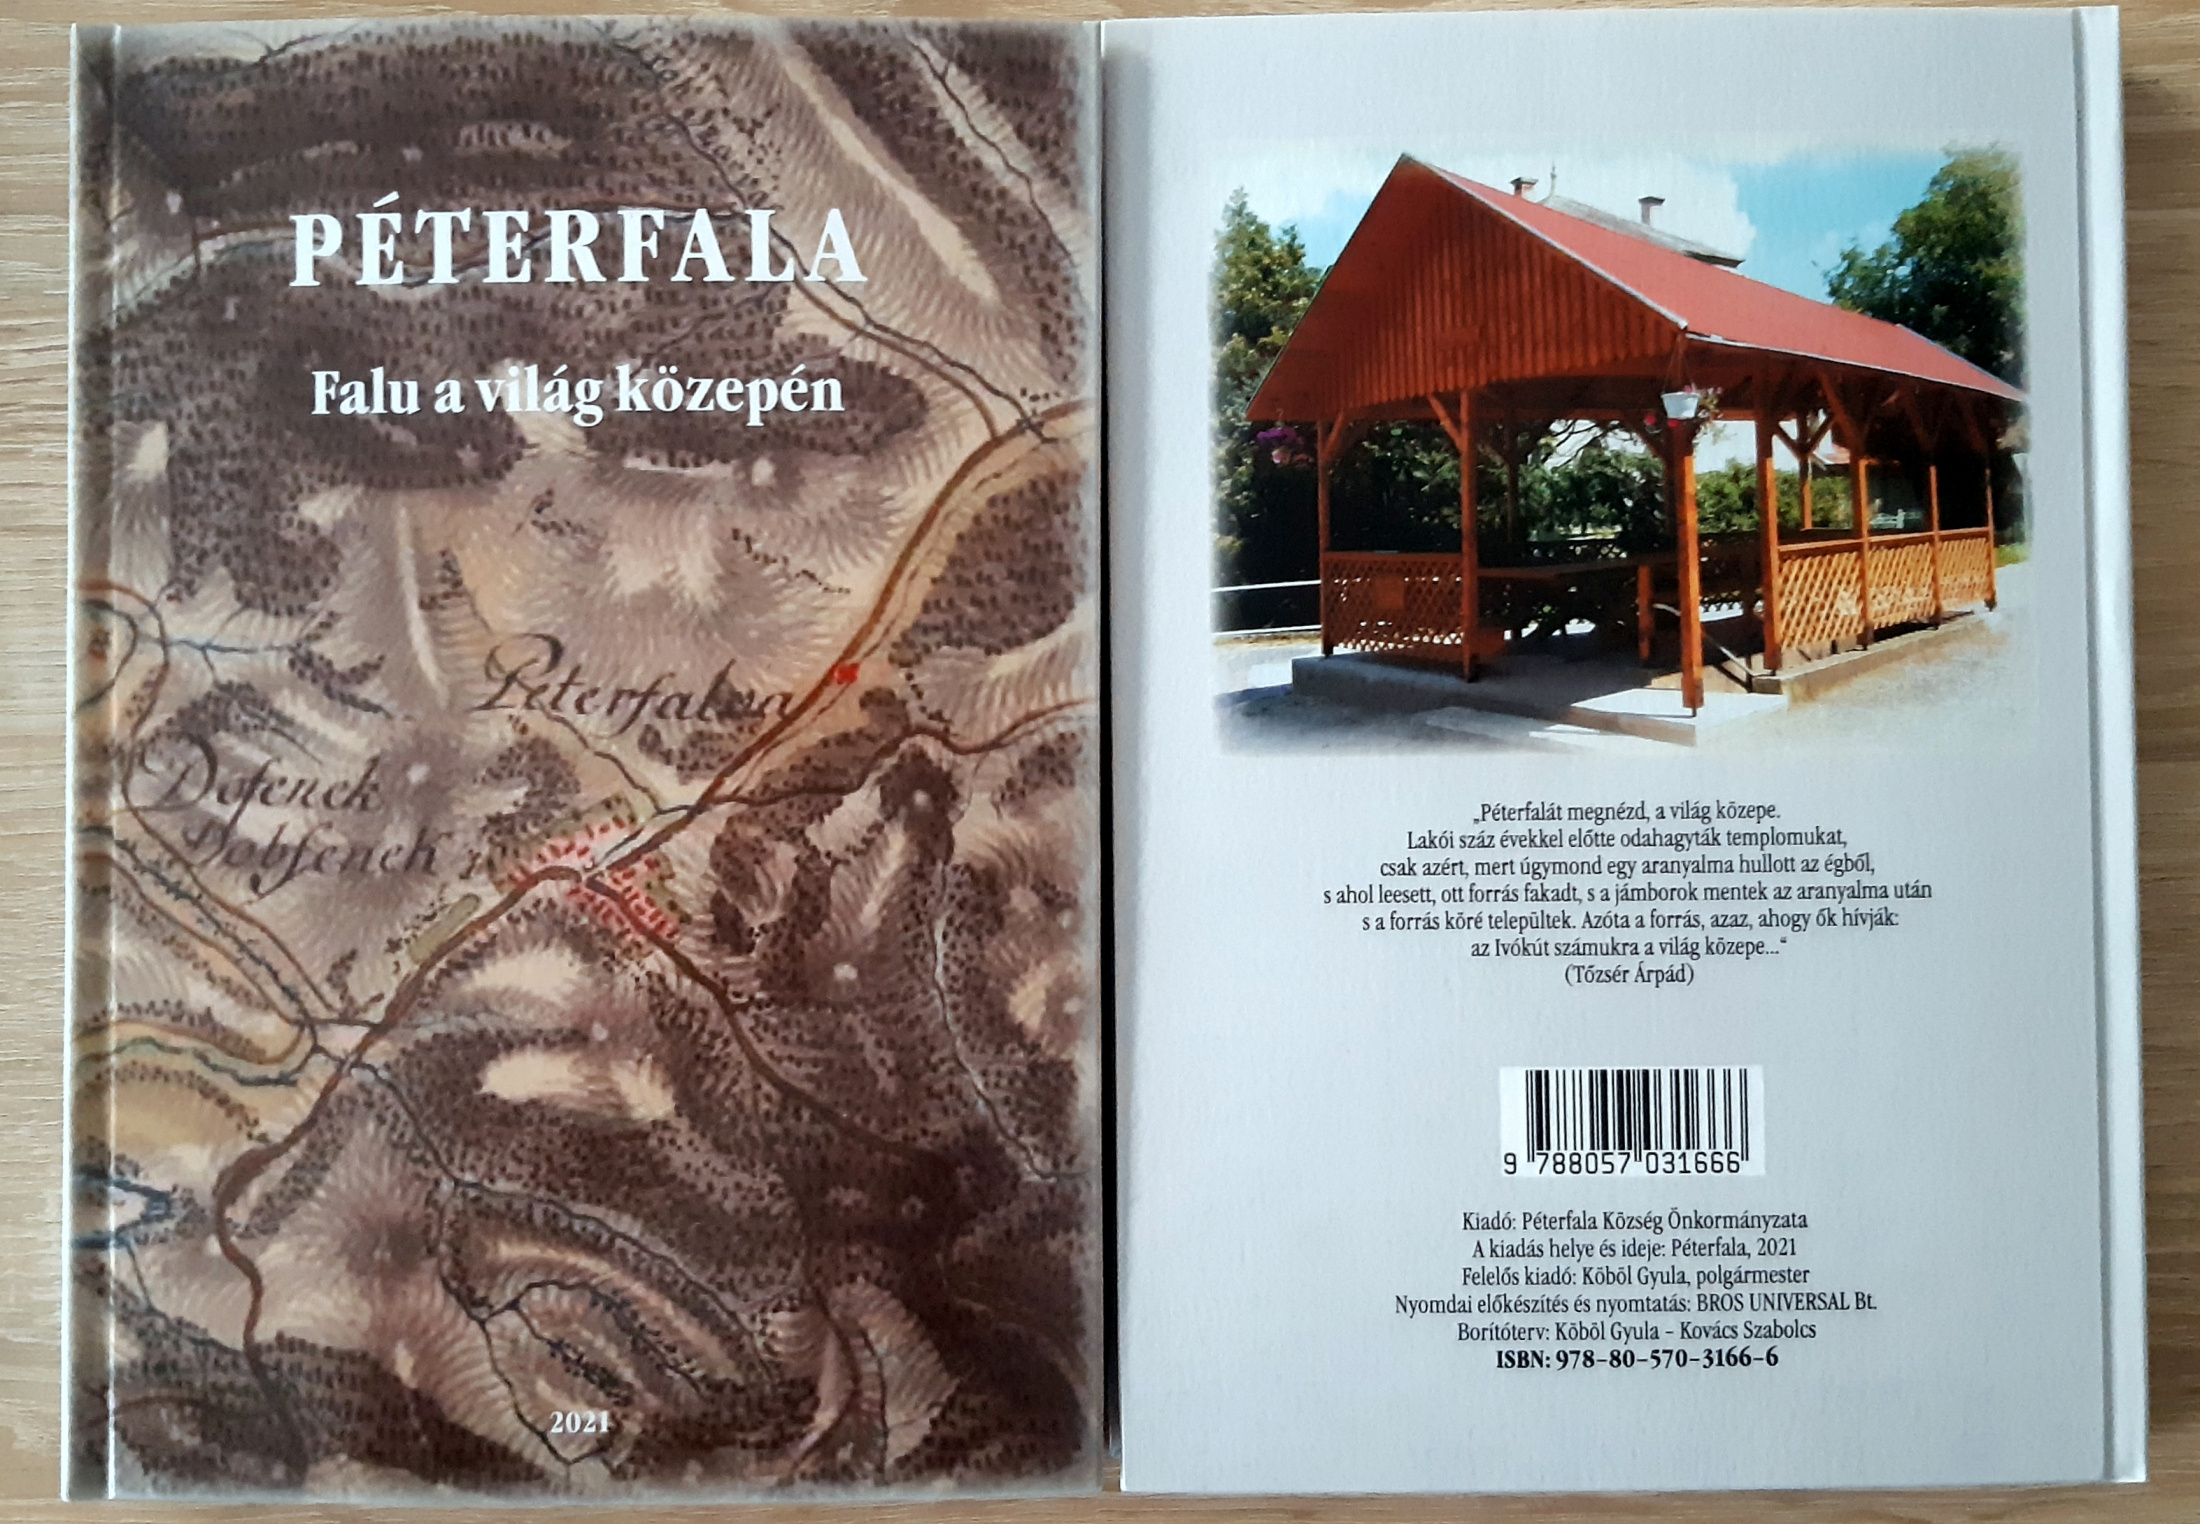 PÉTERFALA
Falu a világ közepén
Péterfalva
2021
„Péterfalát megnézd, a világ közepe.
Lakói száz évekkel előtte odahagyták templomukat,
csak azért, mert úgymond egy aranyalma hullott az égből,
s ahol leesett, ott forrás fakadt, s a jámborok mentek az aranyalma után
s a forrás köré települtek. Azóta a forrás, azaz, ahogy ők hívják:
az Ivókút számukra a világ közepe...“
(Tőzsér Árpád)
9 788057 031666
Kiadó: Péterfala Község Önkormányzata
A kiadás helye és ideje: Péterfala, 2021
Felelős kiadó: Köböl Gyula, polgármester
Nyomdai előkészítés és nyomtatás: BROS UNIVERSAL Bt.
Borítóterv: Köböl Gyula – Kovács Szabolcs
ISBN: 978-80-570-3166-6